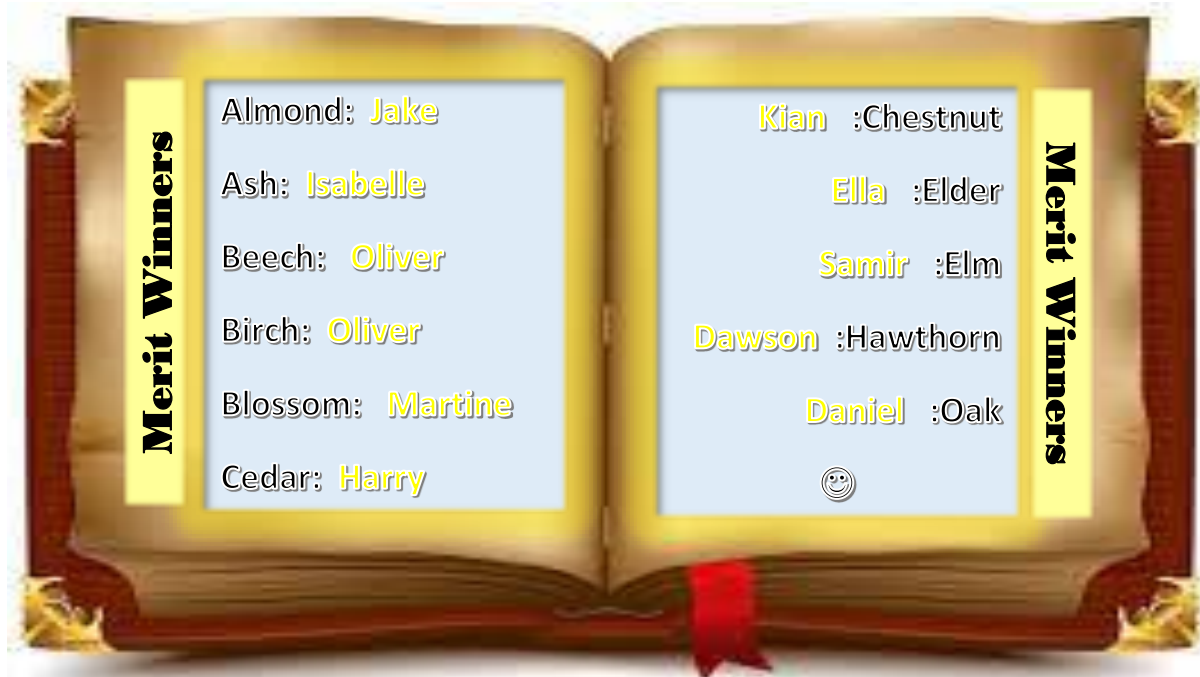 Merit Winners
Almond: Jake
Ash: Isabelle
Beech: Oliver
Birch: Oliver
Blossom: Martine
Cedar: Harry
Kian :Chestnut
Ella :Elder
Samir :Elm
Dawson :Hawthorn
Daniel :Oak
☺
Merit Winners